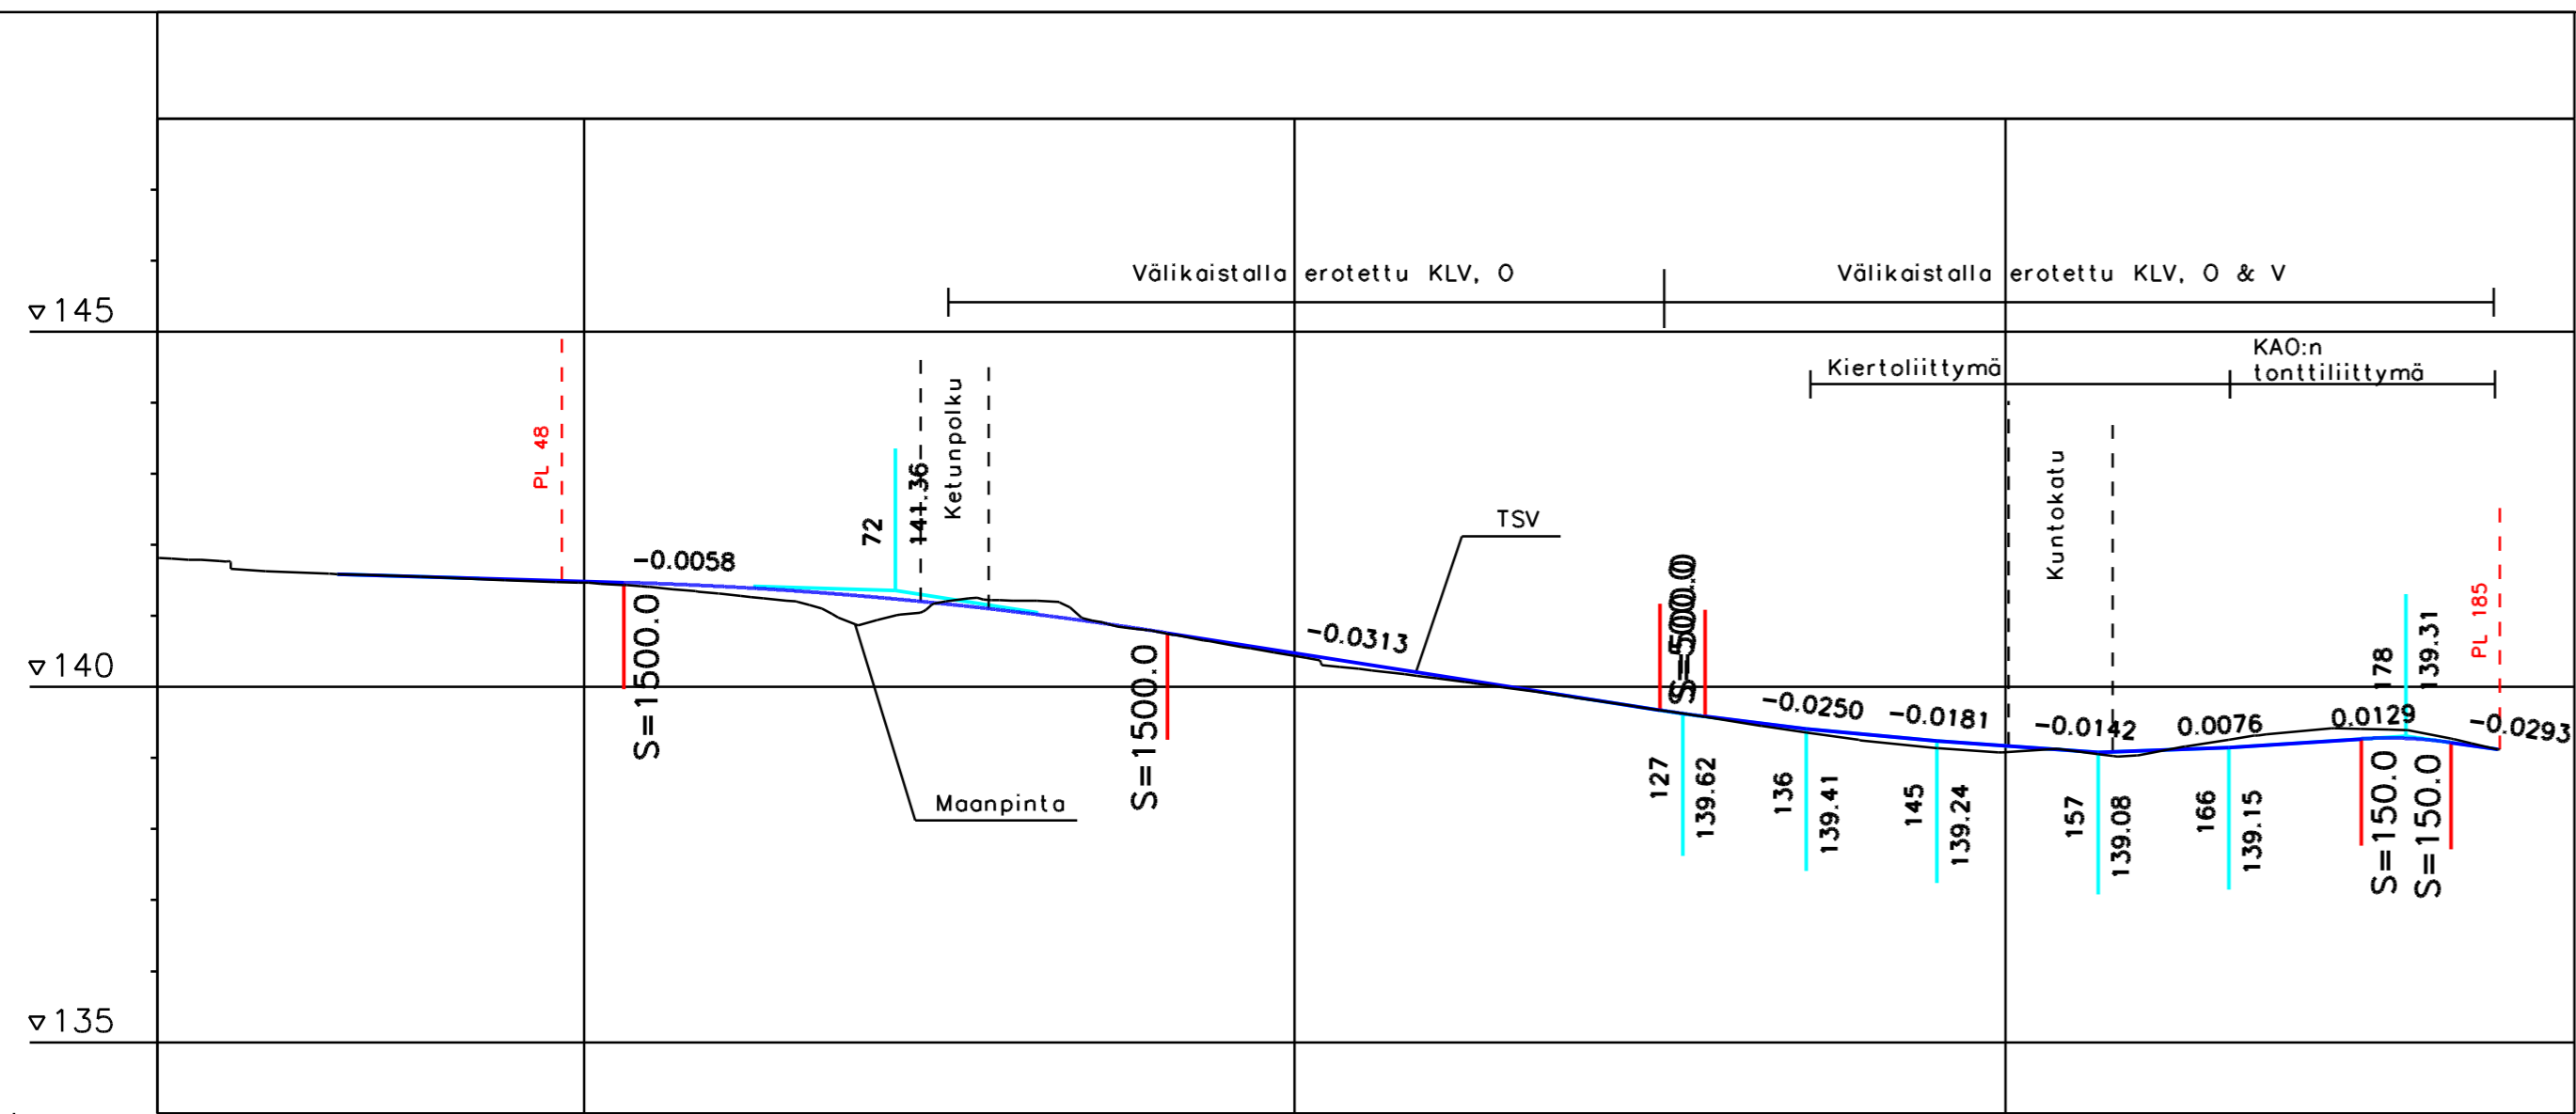 Välikaistalla erotettu KLV, O
Välikaistalla erotettu KLV, O & V
▽145
Kiertoliittymä
KAO:n
tonttiliittymä
PL 48
72
141.36
Ketunpolku
Kuntokatu
TSV
-0.0058
S=1500.0
S=1500.0
-0.0313
S=5000.0
-0.0250
-0.0181
-0.0142
0.0076
0.0129
-0.0293
178
139.31
PL 185
▽140
Maanpinta
127
139.62
136
139.41
145
139.24
157
139.08
166
139.15
S=150.0
S=150.0
▽135